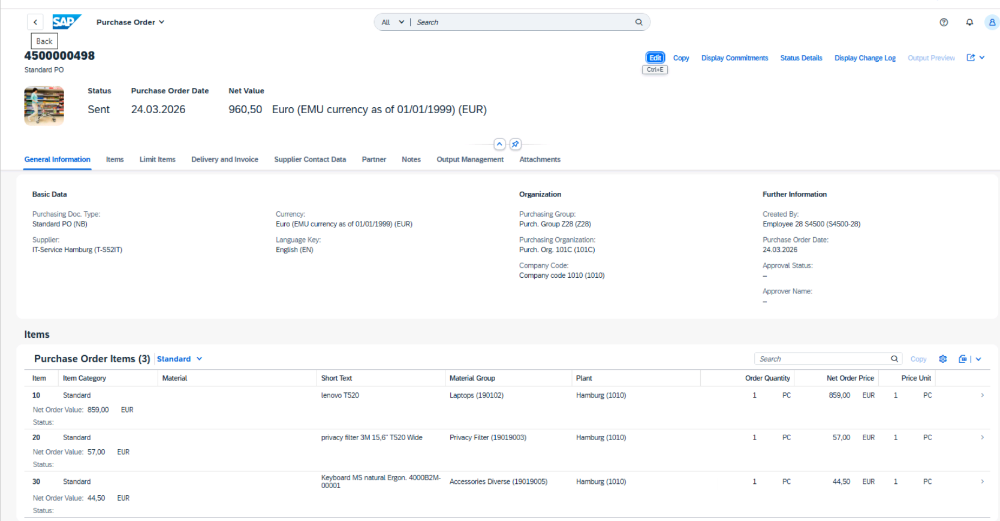 SAP Purchase Order All Search
Back
4500000498
Edit Copy Display Commitments Status Details Display Change Log Output Preview
Standard PO
Ctrl+E
Status Purchase Order Date Net Value
Sent 24.03.2026 960,50 Euro (EMU currency as of 01/01/1999) (EUR)
General Information Items Limit Items Delivery and Invoice Supplier Contact Data Partner Notes Output Management Attachments
Basic Data Organization Further Information
Purchasing Doc. Type: Currency: Purchasing Group: Created By:
Standard PO (NB) Euro (EMU currency as of 01/01/1999) (EUR) Purch. Group Z28 (Z28) Employee 28 S4500 (S4500-28)
Supplier: Language Key: Purchasing Organization: Purchase Order Date:
IT-Service Hamburg (T-S52IT) English (EN) Purch. Org. 101C (101C) 24.03.2026
Company Code: Approval Status:
Company code 1010 (1010) –
Approver Name:
–
Items
Purchase Order Items (3) Standard Search Copy
Item Item Category Material Short Text Material Group Plant Order Quantity Net Order Price Price Unit
10 Standard lenovo T520 Laptops (190102) Hamburg (1010) 1 PC 859,00 EUR 1 PC
Net Order Value: 859,00 EUR
Status:
20 Standard privacy filter 3M 15,6" T520 Wide Privacy Filter (19019003) Hamburg (1010) 1 PC 57,00 EUR 1 PC
Net Order Value: 57,00 EUR
Status:
30 Standard Keyboard MS natural Ergon. 4000B2M-
00001 Accessories Diverse (19019005) Hamburg (1010) 1 PC 44,50 EUR 1 PC
Net Order Value: 44,50 EUR
Status: